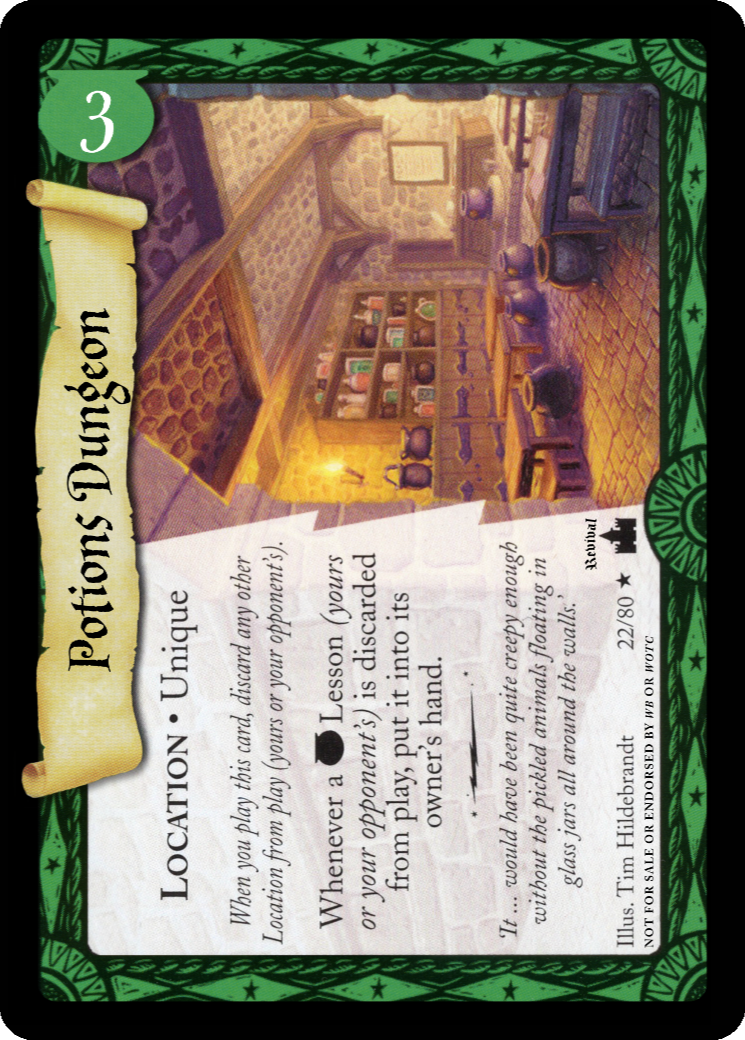 3
Potions Dungeon
LOCATION • Unique
When you play this card, discard any other
Location from play (yours or your opponent's).
Whenever a Lesson (yours
or your opponent's) is discarded
from play, put it into its
owner's hand.
'It ... would have been quite creepy enough
without the pickled animals floating in
glass jars all around the walls.'
Revival
Illus. Tim Hildebrandt 22/80 ★
NOT FOR SALE OR ENDORSED BY WB OR WOTC